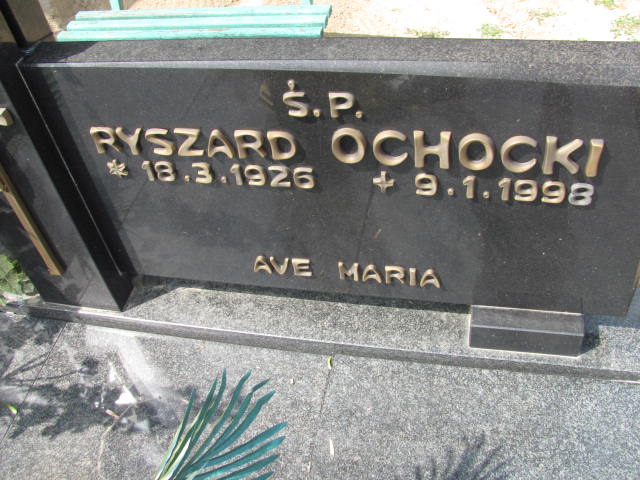 Ś.P.
RYSZARD OCHOCKI
* 18.3.1926 + 9.1.1998
AVE MARIA